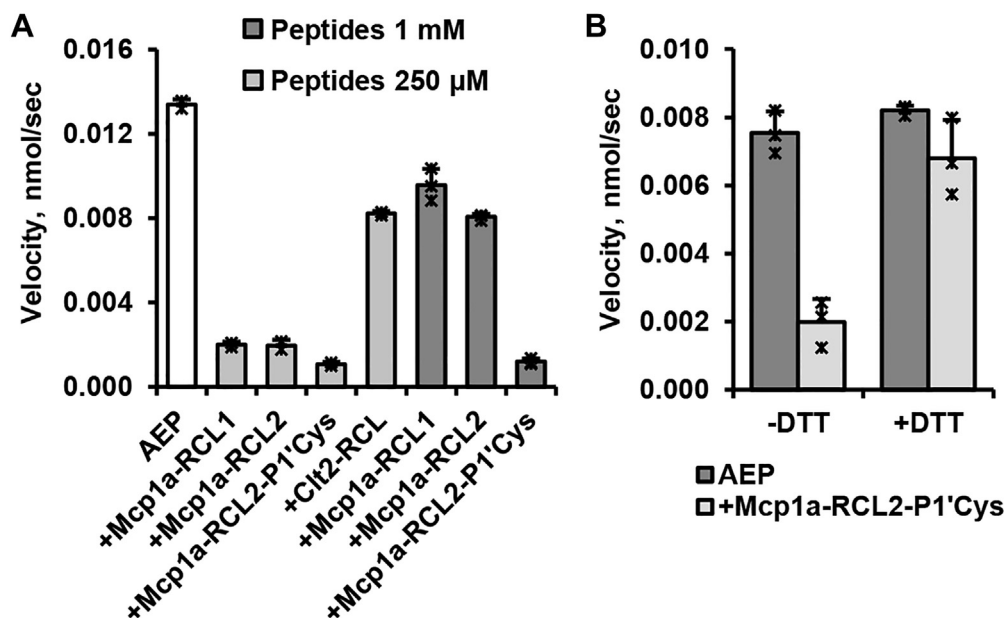 A
Peptides 1 mM
Peptides 250 µM
Velocity, nmol/sec
0.016
0.012
0.008
0.004
0.000
AEP
+Mcp1a-RCL1
+Mcp1a-RCL2
+Mcp1a-RCL2-P1'Cys
+Clt2-RCL
+Mcp1a-RCL1
+Mcp1a-RCL2
+Mcp1a-RCL2-P1'Cys
B
Velocity, nmol/sec
0.010
0.008
0.006
0.004
0.002
0.000
-DTT
+DTT
AEP
+Mcp1a-RCL2-P1'Cys